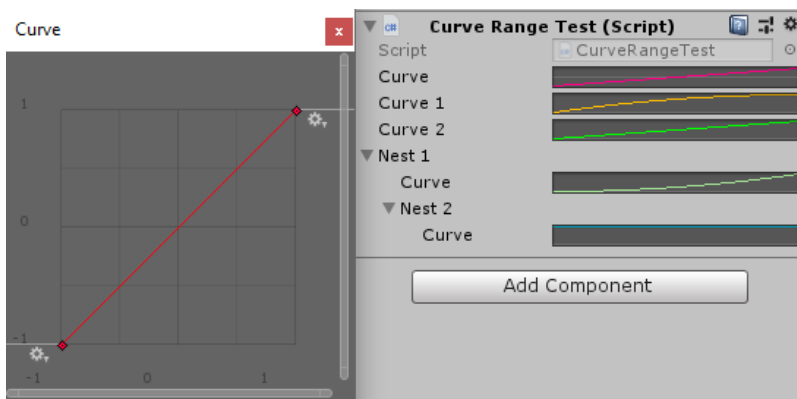 Curve
x
1
0
-1
-1
0
1
c#
Curve Range Test (Script)
Script
CurveRangeTest
Curve
Curve 1
Curve 2
Nest 1
Curve
Nest 2
Curve
Add Component